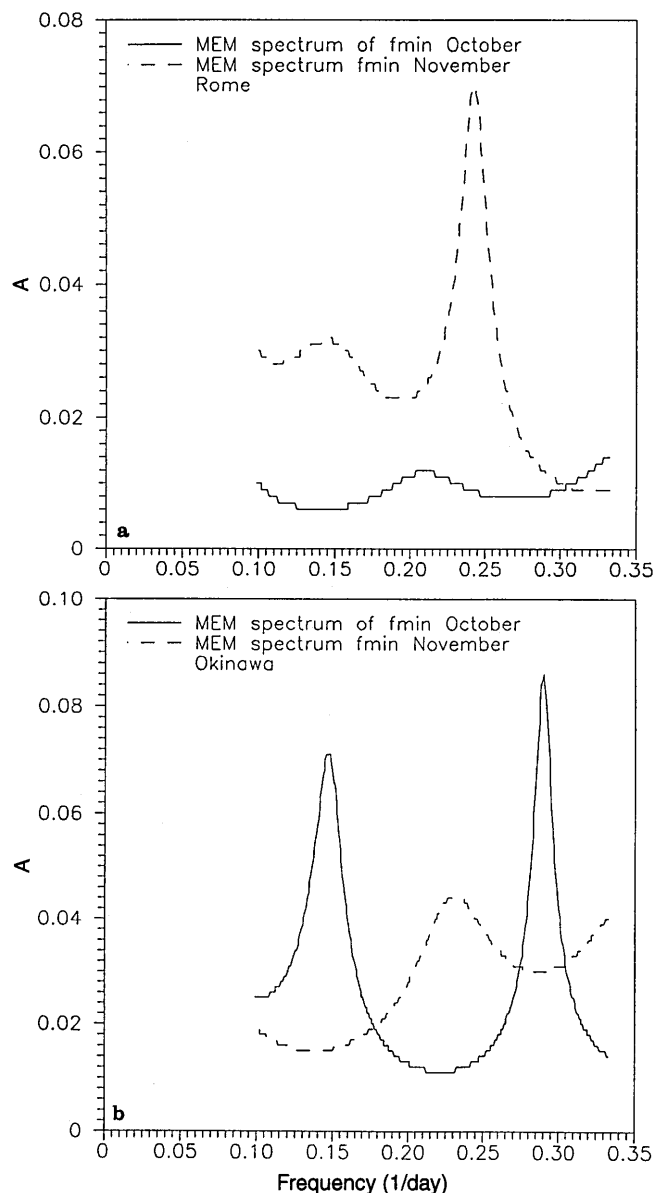 0.08
MEM spectrum of fmin October
MEM spectrum fmin November
Rome
0.06
A
0.04
0.02
a
0
0 0.05 0.10 0.15 0.20 0.25 0.30 0.35
0.10
MEM spectrum of fmin October
MEM spectrum fmin November
Okinawa
0.08
0.06
A
0.04
0.02
b
0
0 0.05 0.10 0.15 0.20 0.25 0.30 0.35
Frequency (1/day)